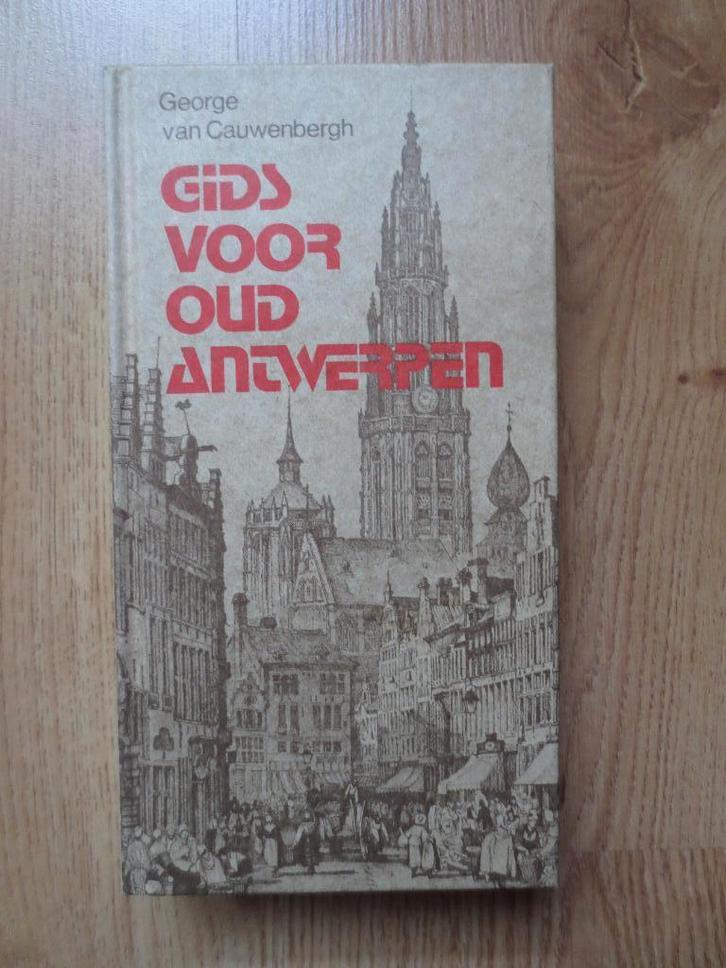 George
van Cauwenbergh
GIDS
VOOR
OUD
ANTWERPEN